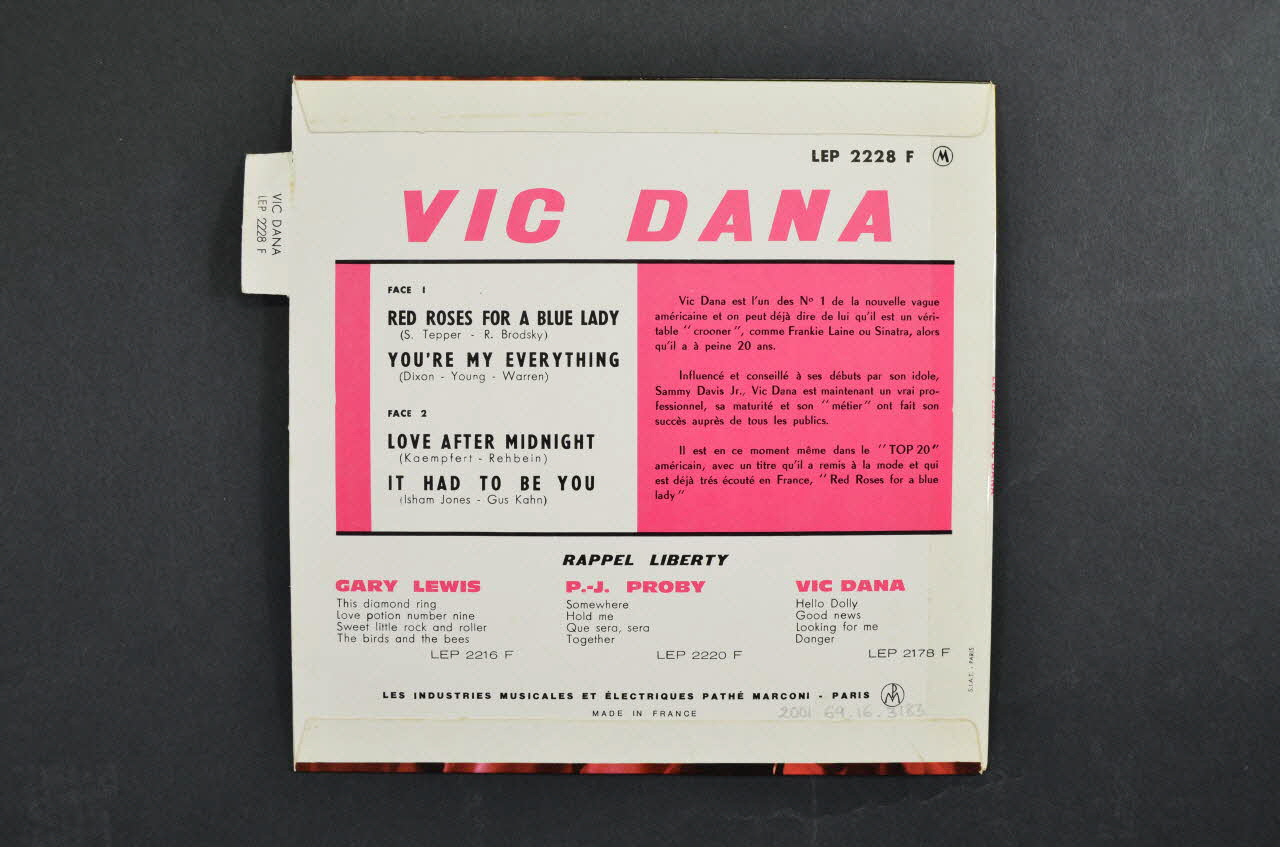 LEP 2228 F M
VIC DANA
LEP 2228 F
VIC DANA
FACE 1
RED ROSES FOR A BLUE LADY
(S. Tepper - R. Brodsky)
YOU'RE MY EVERYTHING
(Dixon - Young - Warren)
FACE 2
LOVE AFTER MIDNIGHT
(Kaempfert - Rehbein)
IT HAD TO BE YOU
(Isham Jones - Gus Kahn)
Vic Dana est l'un des Nº 1 de la nouvelle vague
américaine et on peut déjà dire de lui qu'il est un véri-
table "crooner", comme Frankie Laine ou Sinatra, alors
qu'il a à peine 20 ans.
Influencé et conseillé à ses débuts par son idole,
Sammy Davis Jr., Vic Dana est maintenant un vrai pro-
fessionnel, sa maturité et son "métier" ont fait son
succès auprès de tous les publics.
Il est en ce moment même dans le "TOP 20"
américain, avec un titre qu'il a remis à la mode et qui
est déjà trés écouté en France, "Red Roses for a blue
lady"
RAPPEL LIBERTY
GARY LEWIS
This diamond ring
Love potion number nine
Sweet little rock and roller
The birds and the bees
LEP 2216 F
P.-J. PROBY
Somewhere
Hold me
Que sera, sera
Together
LEP 2220 F
VIC DANA
Hello Dolly
Good news
Looking for me
Danger
LEP 2178 F
S.I.A.T. - PARIS
LES INDUSTRIES MUSICALES ET ÉLECTRIQUES PATHÉ MARCONI - PARIS
MADE IN FRANCE
2001 69.16.3183